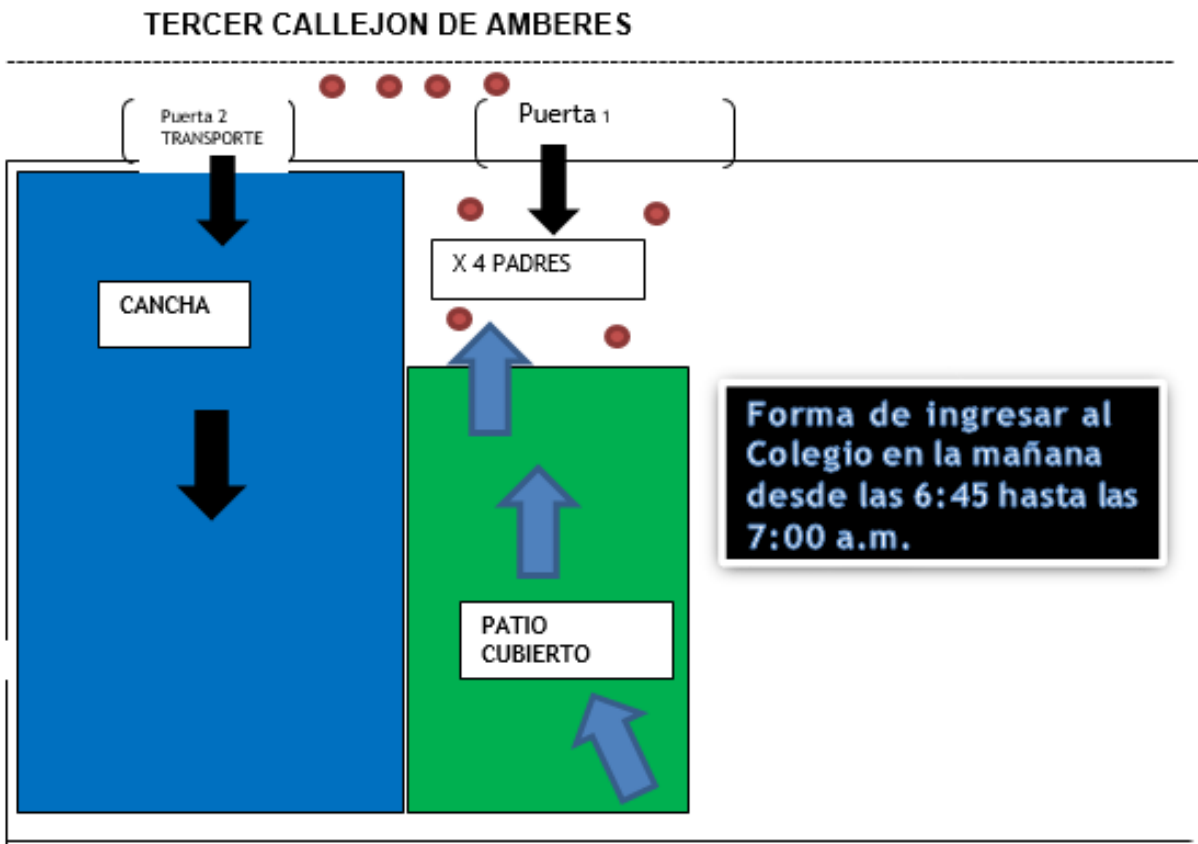 TERCER CALLEJON DE AMBERES
Puerta 2
TRANSPORTE
Puerta 1
X 4 PADRES
CANCHA
Forma de ingresar al
Colegio en la mañana
desde las 6:45 hasta las
7:00 a.m.
PATIO
CUBIERTO